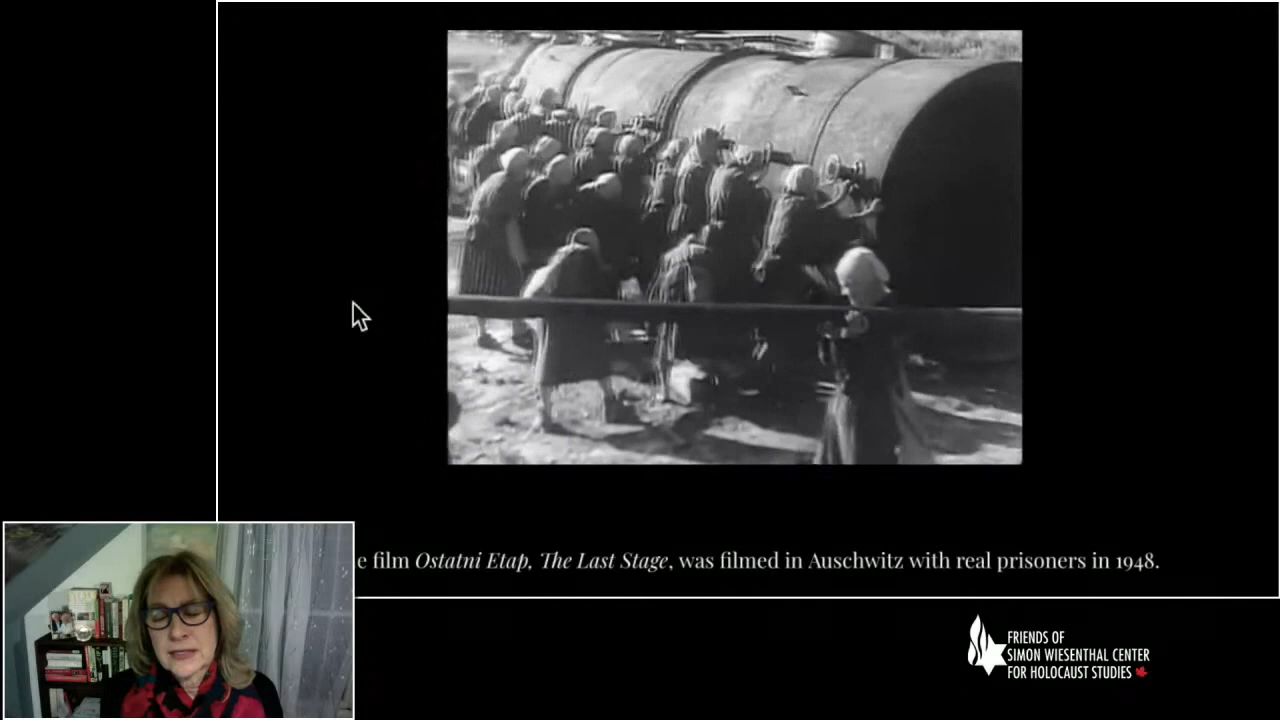 e film Ostatni Etap, The Last Stage, was filmed in Auschwitz with real prisoners in 1948.
FRIENDS OF
SIMON WIESENTHAL CENTER
FOR HOLOCAUST STUDIES